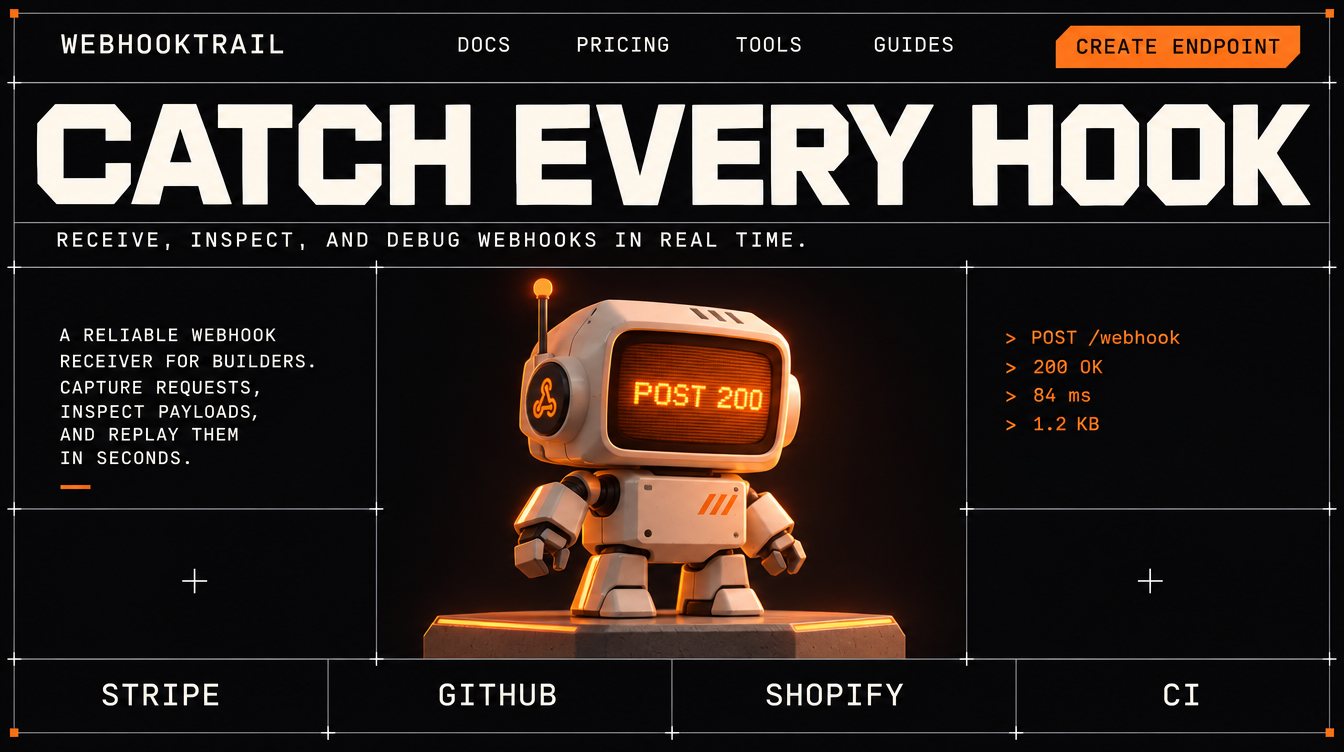 WEBHOOKTRAIL
DOCS
PRICING
TOOLS
GUIDES
CREATE ENDPOINT
CATCH EVERY HOOK
RECEIVE, INSPECT, AND DEBUG WEBHOOKS IN REAL TIME.
A RELIABLE WEBHOOK
RECEIVER FOR BUILDERS.
CAPTURE REQUESTS,
INSPECT PAYLOADS,
AND REPLAY THEM
IN SECONDS.
POST 200
> POST /webhook
> 200 OK
> 84 ms
> 1.2 KB
STRIPE
GITHUB
SHOPIFY
CI